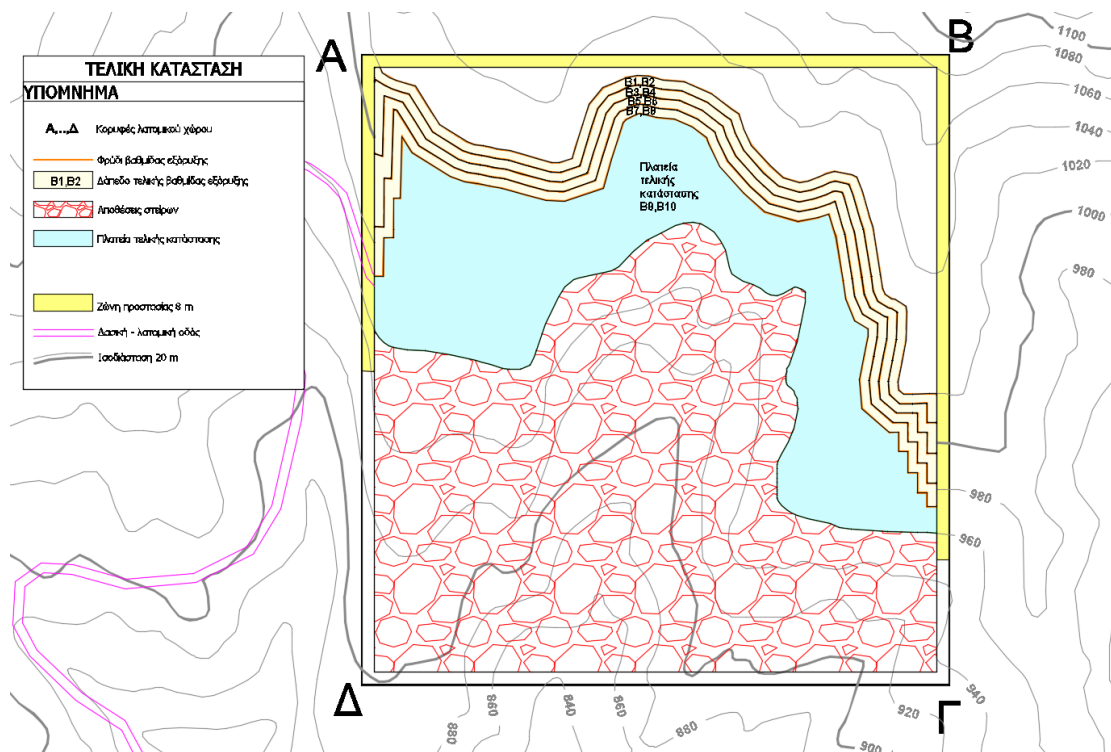 ΤΕΛΙΚΗ ΚΑΤΑΣΤΑΣΗ
ΥΠΟΜΝΗΜΑ
Α,...,Δ Κορυφές λατομικού χώρου
Φρύδι βαθμίδας εξόρυξης
Β1,Β2 Δάπεδο τελικής βαθμίδας εξόρυξης
Αποθέσεις στείρων
Πλατεία τελικής κατάστασης
Ζώνη προστασίας 8 m
Δασική - λατομική οδός
Ισοδιάσταση 20 m
Α
Β
Β1,Β2
Β3,Β4
Β5,Β6
Β7,Β8
Πλατεία
τελικής
κατάστασης
Β9,Β10
1100
1080
1060
1040
1020
1000
980
980
960
940
920
900
880
860
840
860
880
Δ
Γ